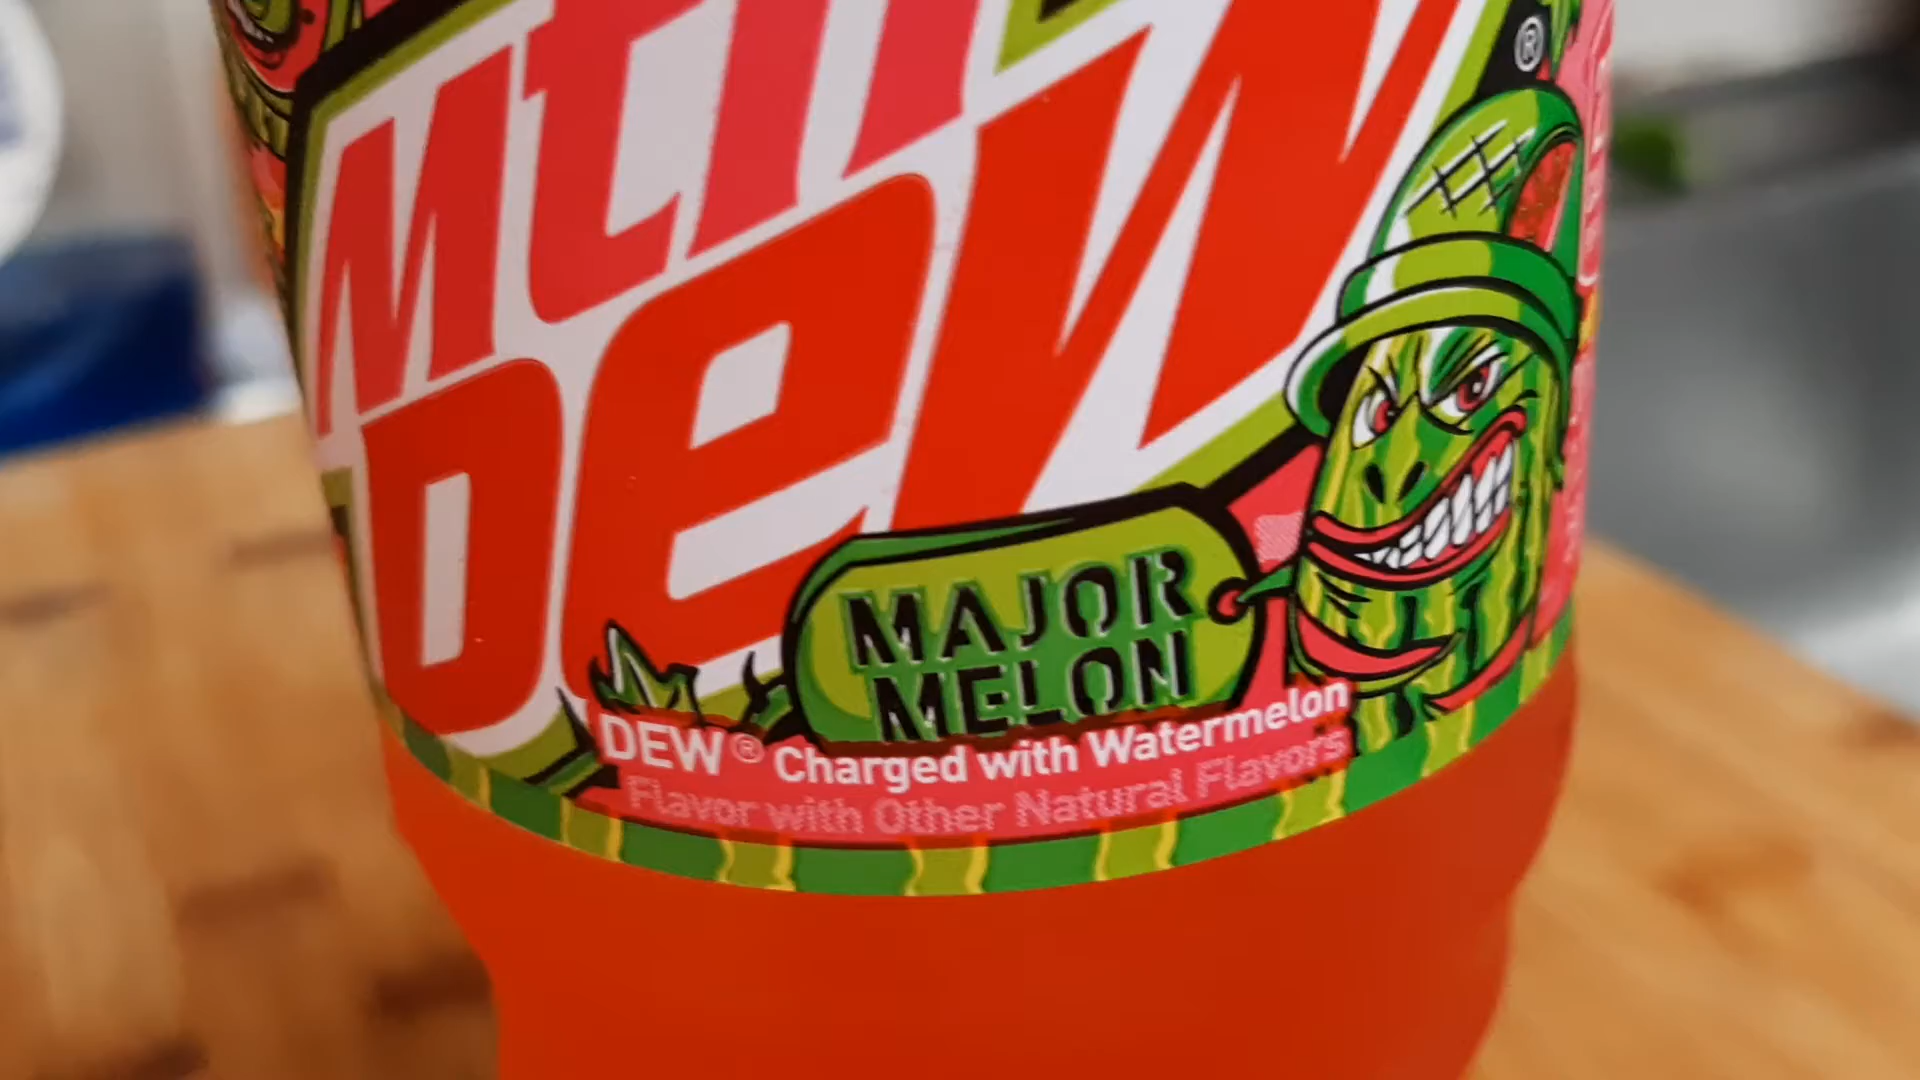 Mtn
Dew
®
MAJOR
MELON
DEW® Charged with Watermelon
Flavor with Other Natural Flavors